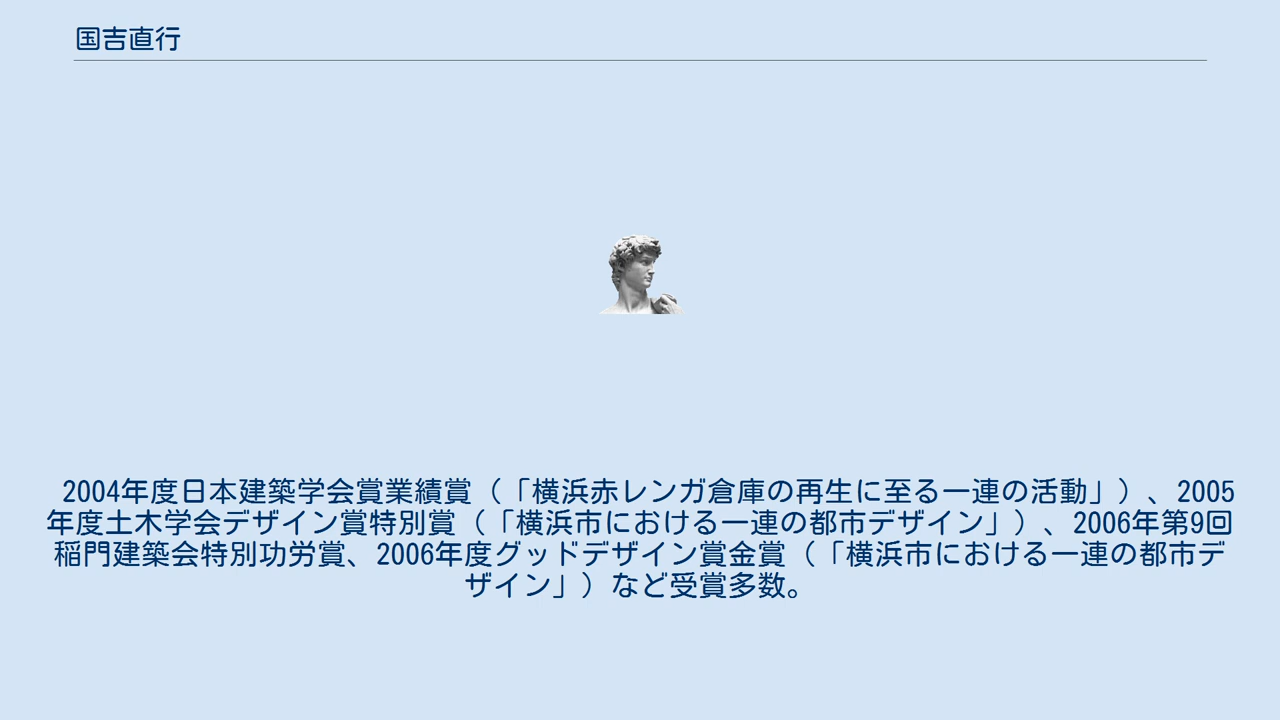 国吉直行
2004年度日本建築学会賞業績賞（「横浜赤レンガ倉庫の再生に至る一連の活動」）、2005
年度土木学会デザイン賞特別賞（「横浜市における一連の都市デザイン」）、2006年第9回
稲門建築会特別功労賞、2006年度グッドデザイン賞金賞（「横浜市における一連の都市デ
ザイン」）など受賞多数。